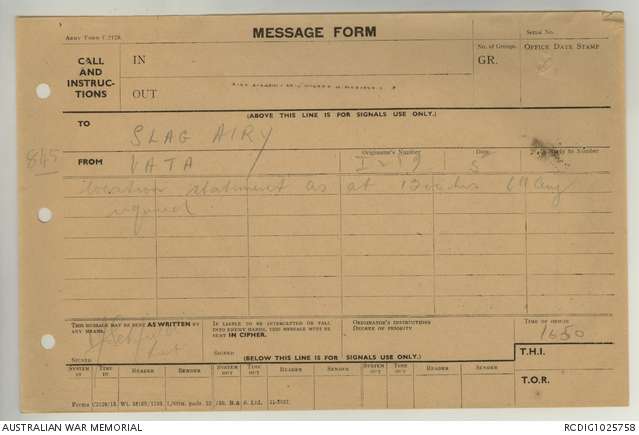 Army Form C.2128.
MESSAGE FORM
Serial No.
CALL AND INSTRUC-TIONS
IN
No. of Groups.
GR.
OFFICE DATE STAMP
OUT
(ABOVE THIS LINE IS FOR SIGNALS USE ONLY.)
TO
SLAG AIRY
845
FROM
VATA
Originator's Number
Date
5
In Reply to Number
location statement as at 12 6th Aug
required
THIS MESSAGE MAY BE SENT AS WRITTEN BY ANY MEANS.
IF LIABLE TO BE INTERCEPTED OR FALL INTO ENEMY HANDS, THIS MESSAGE MUST BE SENT IN CIPHER.
ORIGINATOR'S INSTRUCTIONS
DEGREE OF PRIORITY
TIME OF ORIGIN
1650
SIGNED
SIGNED
(BELOW THIS LINE IS FOR SIGNALS USE ONLY.)
T.H.I.
SYSTEM IN
TIME IN
READER
SENDER
SYSTEM OUT
TIME OUT
READER
SENDER
SYSTEM OUT
TIME OUT
READER
SENDER
T.O.R.
AUSTRALIAN WAR MEMORIAL
RCDIG1025758